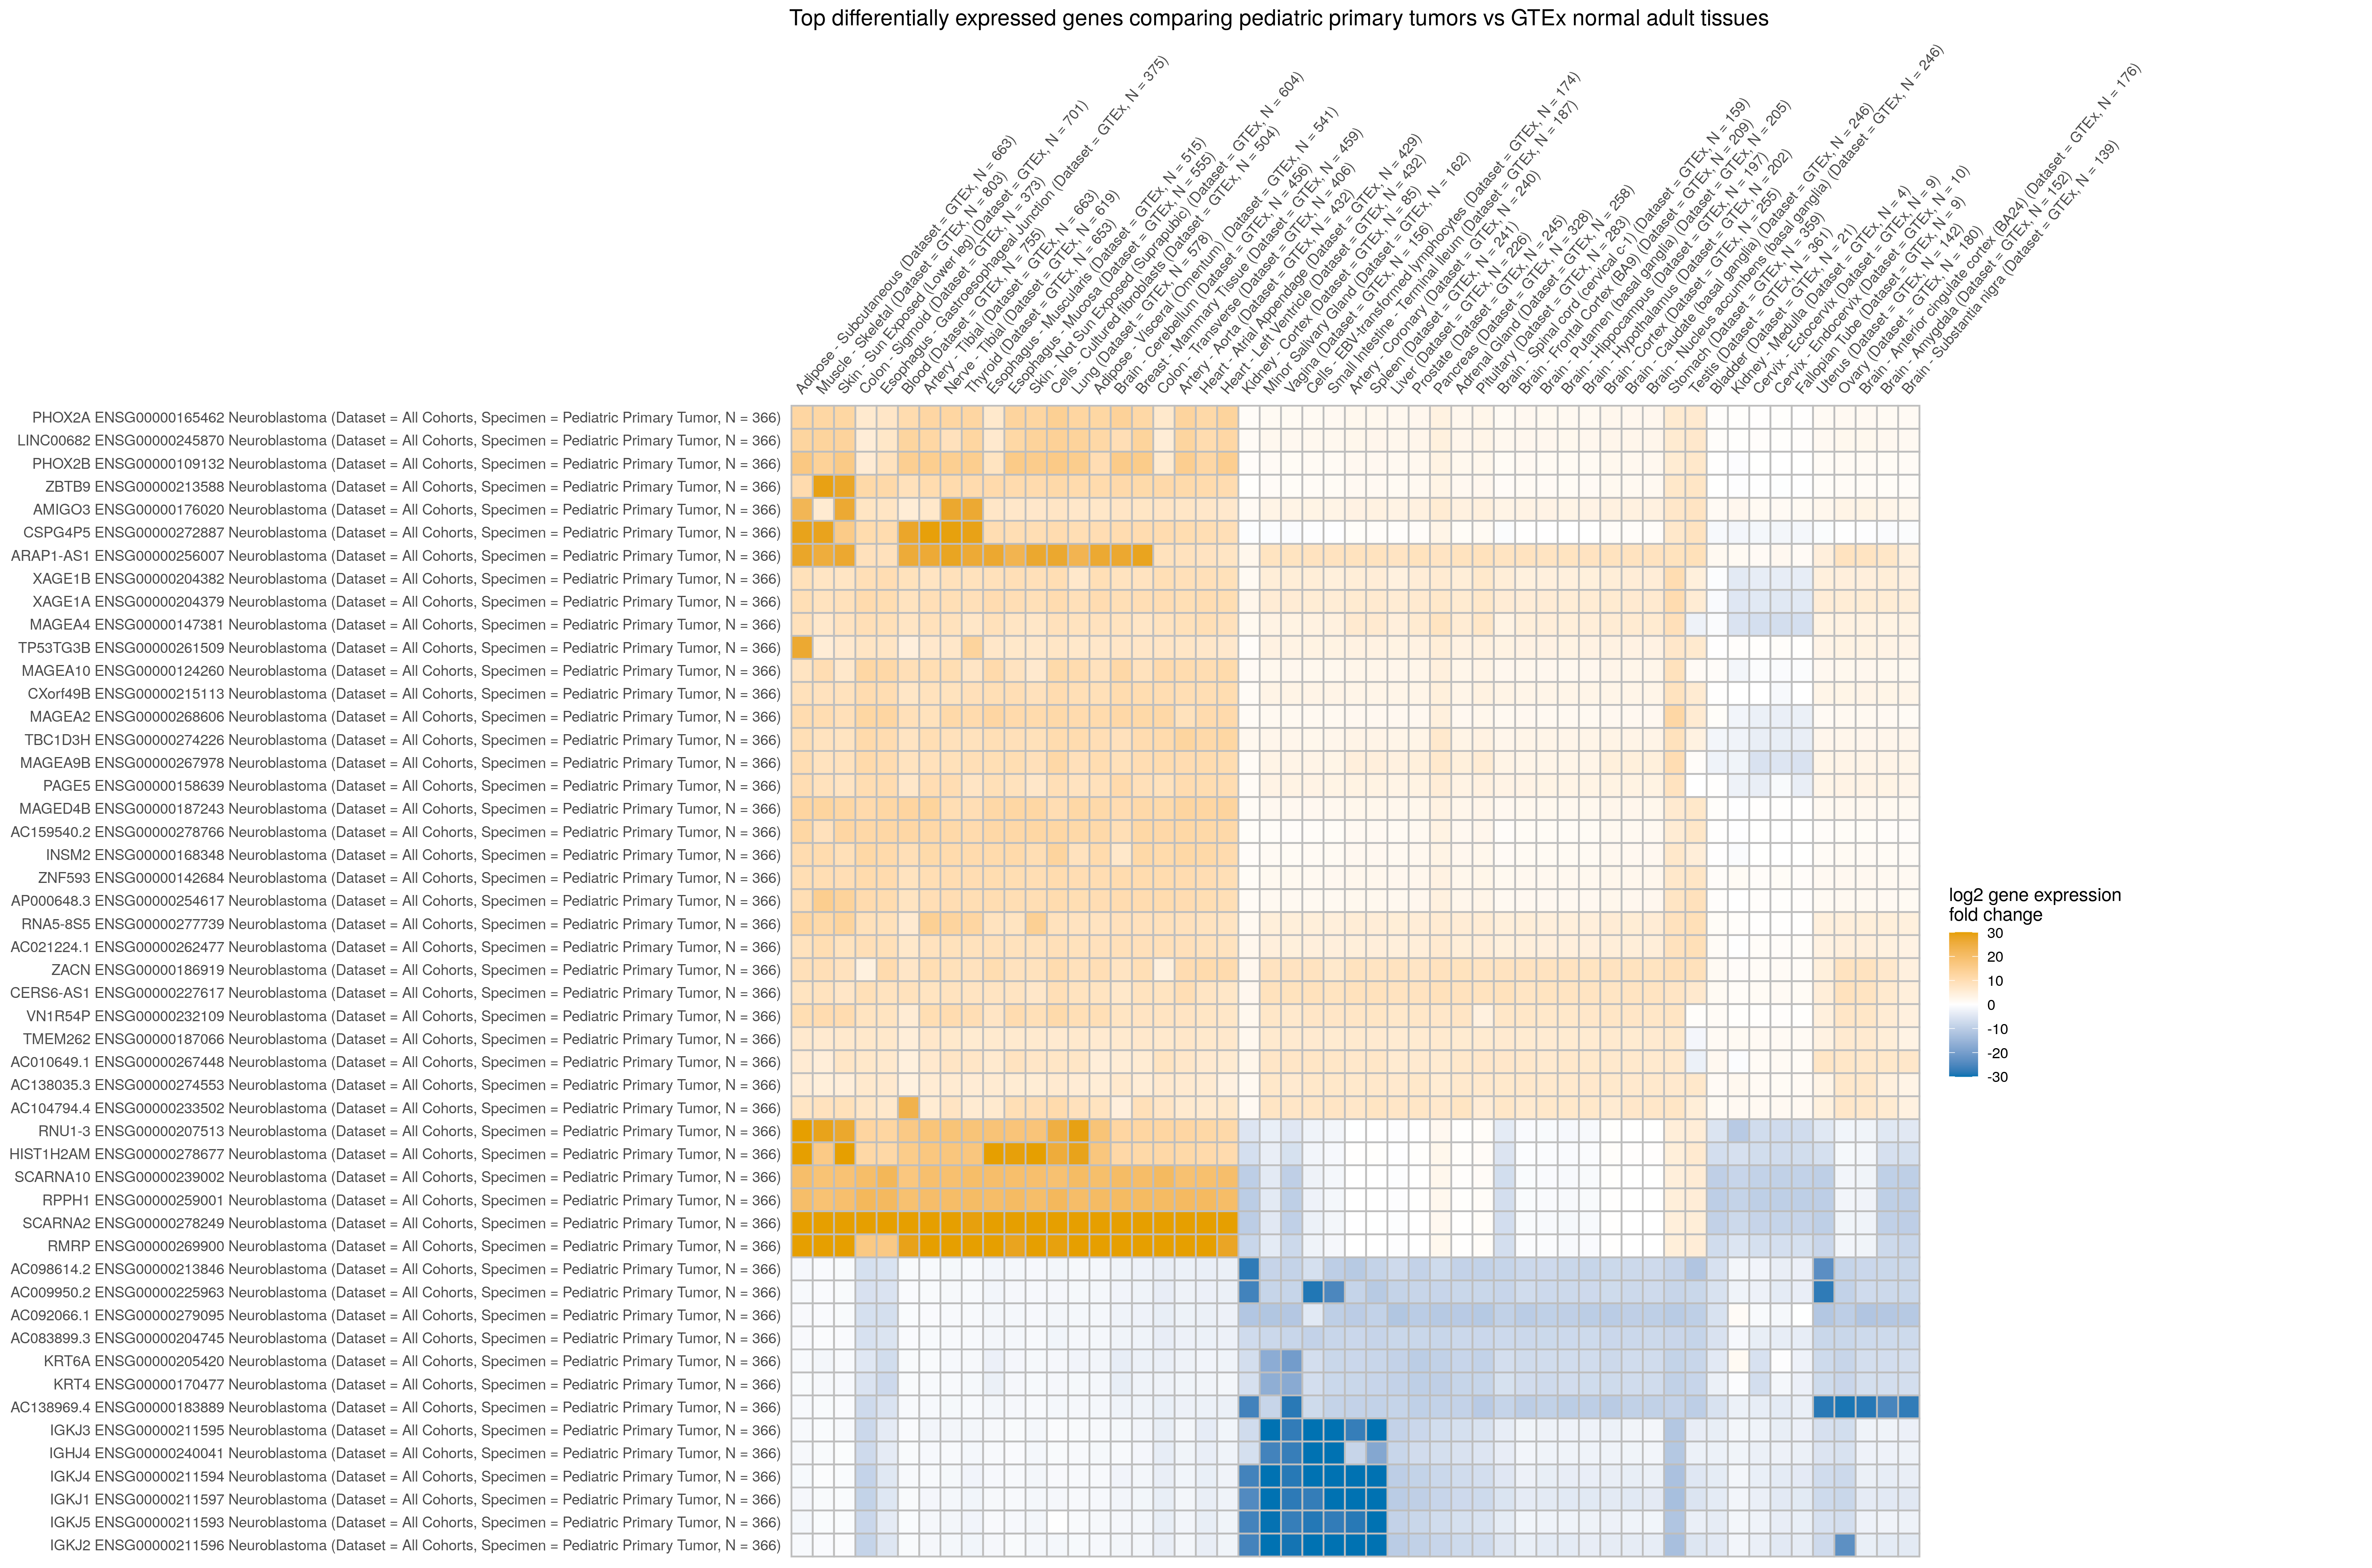 Top differentially expressed genes comparing pediatric primary tumors vs GTEx normal adult tissues
Adipose - Subcutaneous (Dataset = GTEx, N = 663)
Muscle - Skeletal (Dataset = GTEx, N = 803)
Skin - Sun Exposed (Lower leg) (Dataset = GTEx, N = 701)
Colon - Sigmoid (Dataset = GTEx, N = 373)
Esophagus - Gastroesophageal Junction (Dataset = GTEx, N = 375)
Blood (Dataset = GTEx, N = 755)
Artery - Tibial (Dataset = GTEx, N = 663)
Nerve - Tibial (Dataset = GTEx, N = 619)
Thyroid (Dataset = GTEx, N = 653)
Esophagus - Muscularis (Dataset = GTEx, N = 515)
Esophagus - Mucosa (Dataset = GTEx, N = 555)
Skin - Not Sun Exposed (Suprapubic) (Dataset = GTEx, N = 604)
Cells - Cultured fibroblasts (Dataset = GTEx, N = 504)
Lung (Dataset = GTEx, N = 578)
Adipose - Visceral (Omentum) (Dataset = GTEx, N = 541)
Brain - Cerebellum (Dataset = GTEx, N = 456)
Breast - Mammary Tissue (Dataset = GTEx, N = 459)
Colon - Transverse (Dataset = GTEx, N = 406)
Artery - Aorta (Dataset = GTEx, N = 432)
Heart - Atrial Appendage (Dataset = GTEx, N = 429)
Heart - Left Ventricle (Dataset = GTEx, N = 432)
Kidney - Cortex (Dataset = GTEx, N = 85)
Minor Salivary Gland (Dataset = GTEx, N = 162)
Vagina (Dataset = GTEx, N = 156)
Cells - EBV-transformed lymphocytes (Dataset = GTEx, N = 174)
Small Intestine - Terminal Ileum (Dataset = GTEx, N = 187)
Artery - Coronary (Dataset = GTEx, N = 240)
Spleen (Dataset = GTEx, N = 241)
Liver (Dataset = GTEx, N = 226)
Prostate (Dataset = GTEx, N = 245)
Pancreas (Dataset = GTEx, N = 328)
Adrenal Gland (Dataset = GTEx, N = 258)
Pituitary (Dataset = GTEx, N = 283)
Brain - Spinal cord (cervical c-1) (Dataset = GTEx, N = 159)
Brain - Frontal Cortex (BA9) (Dataset = GTEx, N = 209)
Brain - Putamen (basal ganglia) (Dataset = GTEx, N = 205)
Brain - Hippocampus (Dataset = GTEx, N = 197)
Brain - Hypothalamus (Dataset = GTEx, N = 202)
Brain - Cortex (Dataset = GTEx, N = 255)
Brain - Caudate (basal ganglia) (Dataset = GTEx, N = 246)
Brain - Nucleus accumbens (basal ganglia) (Dataset = GTEx, N = 246)
Stomach (Dataset = GTEx, N = 359)
Testis (Dataset = GTEx, N = 361)
Bladder (Dataset = GTEx, N = 21)
Kidney - Medulla (Dataset = GTEx, N = 4)
Cervix - Ectocervix (Dataset = GTEx, N = 9)
Cervix - Endocervix (Dataset = GTEx, N = 10)
Fallopian Tube (Dataset = GTEx, N = 9)
Uterus (Dataset = GTEx, N = 142)
Ovary (Dataset = GTEx, N = 180)
Brain - Anterior cingulate cortex (BA24) (Dataset = GTEx, N = 176)
Brain - Amygdala (Dataset = GTEx, N = 152)
Brain - Substantia nigra (Dataset = GTEx, N = 139)
PHOX2A ENSG00000165462 Neuroblastoma (Dataset = All Cohorts, Specimen = Pediatric Primary Tumor, N = 366)
LINC00682 ENSG00000245870 Neuroblastoma (Dataset = All Cohorts, Specimen = Pediatric Primary Tumor, N = 366)
PHOX2B ENSG00000109132 Neuroblastoma (Dataset = All Cohorts, Specimen = Pediatric Primary Tumor, N = 366)
ZBTB9 ENSG00000213588 Neuroblastoma (Dataset = All Cohorts, Specimen = Pediatric Primary Tumor, N = 366)
AMIGO3 ENSG00000176020 Neuroblastoma (Dataset = All Cohorts, Specimen = Pediatric Primary Tumor, N = 366)
CSPG4P5 ENSG00000272887 Neuroblastoma (Dataset = All Cohorts, Specimen = Pediatric Primary Tumor, N = 366)
ARAP1-AS1 ENSG00000256007 Neuroblastoma (Dataset = All Cohorts, Specimen = Pediatric Primary Tumor, N = 366)
XAGE1B ENSG00000204382 Neuroblastoma (Dataset = All Cohorts, Specimen = Pediatric Primary Tumor, N = 366)
XAGE1A ENSG00000204379 Neuroblastoma (Dataset = All Cohorts, Specimen = Pediatric Primary Tumor, N = 366)
MAGEA4 ENSG00000147381 Neuroblastoma (Dataset = All Cohorts, Specimen = Pediatric Primary Tumor, N = 366)
TP53TG3B ENSG00000261509 Neuroblastoma (Dataset = All Cohorts, Specimen = Pediatric Primary Tumor, N = 366)
MAGEA10 ENSG00000124260 Neuroblastoma (Dataset = All Cohorts, Specimen = Pediatric Primary Tumor, N = 366)
CXorf49B ENSG00000215113 Neuroblastoma (Dataset = All Cohorts, Specimen = Pediatric Primary Tumor, N = 366)
MAGEA2 ENSG00000268606 Neuroblastoma (Dataset = All Cohorts, Specimen = Pediatric Primary Tumor, N = 366)
TBC1D3H ENSG00000274226 Neuroblastoma (Dataset = All Cohorts, Specimen = Pediatric Primary Tumor, N = 366)
MAGEA9B ENSG00000267978 Neuroblastoma (Dataset = All Cohorts, Specimen = Pediatric Primary Tumor, N = 366)
PAGE5 ENSG00000158639 Neuroblastoma (Dataset = All Cohorts, Specimen = Pediatric Primary Tumor, N = 366)
MAGED4B ENSG00000187243 Neuroblastoma (Dataset = All Cohorts, Specimen = Pediatric Primary Tumor, N = 366)
AC159540.2 ENSG00000278766 Neuroblastoma (Dataset = All Cohorts, Specimen = Pediatric Primary Tumor, N = 366)
INSM2 ENSG00000168348 Neuroblastoma (Dataset = All Cohorts, Specimen = Pediatric Primary Tumor, N = 366)
ZNF593 ENSG00000142684 Neuroblastoma (Dataset = All Cohorts, Specimen = Pediatric Primary Tumor, N = 366)
AP000648.3 ENSG00000254617 Neuroblastoma (Dataset = All Cohorts, Specimen = Pediatric Primary Tumor, N = 366)
RNA5-8S5 ENSG00000277739 Neuroblastoma (Dataset = All Cohorts, Specimen = Pediatric Primary Tumor, N = 366)
AC021224.1 ENSG00000262477 Neuroblastoma (Dataset = All Cohorts, Specimen = Pediatric Primary Tumor, N = 366)
ZACN ENSG00000186919 Neuroblastoma (Dataset = All Cohorts, Specimen = Pediatric Primary Tumor, N = 366)
CERS6-AS1 ENSG00000227617 Neuroblastoma (Dataset = All Cohorts, Specimen = Pediatric Primary Tumor, N = 366)
VN1R54P ENSG00000232109 Neuroblastoma (Dataset = All Cohorts, Specimen = Pediatric Primary Tumor, N = 366)
TMEM262 ENSG00000187066 Neuroblastoma (Dataset = All Cohorts, Specimen = Pediatric Primary Tumor, N = 366)
AC010649.1 ENSG00000267448 Neuroblastoma (Dataset = All Cohorts, Specimen = Pediatric Primary Tumor, N = 366)
AC138035.3 ENSG00000274553 Neuroblastoma (Dataset = All Cohorts, Specimen = Pediatric Primary Tumor, N = 366)
AC104794.4 ENSG00000233502 Neuroblastoma (Dataset = All Cohorts, Specimen = Pediatric Primary Tumor, N = 366)
RNU1-3 ENSG00000207513 Neuroblastoma (Dataset = All Cohorts, Specimen = Pediatric Primary Tumor, N = 366)
HIST1H2AM ENSG00000278677 Neuroblastoma (Dataset = All Cohorts, Specimen = Pediatric Primary Tumor, N = 366)
SCARNA10 ENSG00000239002 Neuroblastoma (Dataset = All Cohorts, Specimen = Pediatric Primary Tumor, N = 366)
RPPH1 ENSG00000259001 Neuroblastoma (Dataset = All Cohorts, Specimen = Pediatric Primary Tumor, N = 366)
SCARNA2 ENSG00000278249 Neuroblastoma (Dataset = All Cohorts, Specimen = Pediatric Primary Tumor, N = 366)
RMRP ENSG00000269900 Neuroblastoma (Dataset = All Cohorts, Specimen = Pediatric Primary Tumor, N = 366)
AC098614.2 ENSG00000213846 Neuroblastoma (Dataset = All Cohorts, Specimen = Pediatric Primary Tumor, N = 366)
AC009950.2 ENSG00000225963 Neuroblastoma (Dataset = All Cohorts, Specimen = Pediatric Primary Tumor, N = 366)
AC092066.1 ENSG00000279095 Neuroblastoma (Dataset = All Cohorts, Specimen = Pediatric Primary Tumor, N = 366)
AC083899.3 ENSG00000204745 Neuroblastoma (Dataset = All Cohorts, Specimen = Pediatric Primary Tumor, N = 366)
KRT6A ENSG00000205420 Neuroblastoma (Dataset = All Cohorts, Specimen = Pediatric Primary Tumor, N = 366)
KRT4 ENSG00000170477 Neuroblastoma (Dataset = All Cohorts, Specimen = Pediatric Primary Tumor, N = 366)
AC138969.4 ENSG00000183889 Neuroblastoma (Dataset = All Cohorts, Specimen = Pediatric Primary Tumor, N = 366)
IGKJ3 ENSG00000211595 Neuroblastoma (Dataset = All Cohorts, Specimen = Pediatric Primary Tumor, N = 366)
IGHJ4 ENSG00000240041 Neuroblastoma (Dataset = All Cohorts, Specimen = Pediatric Primary Tumor, N = 366)
IGKJ4 ENSG00000211594 Neuroblastoma (Dataset = All Cohorts, Specimen = Pediatric Primary Tumor, N = 366)
IGKJ1 ENSG00000211597 Neuroblastoma (Dataset = All Cohorts, Specimen = Pediatric Primary Tumor, N = 366)
IGKJ5 ENSG00000211593 Neuroblastoma (Dataset = All Cohorts, Specimen = Pediatric Primary Tumor, N = 366)
IGKJ2 ENSG00000211596 Neuroblastoma (Dataset = All Cohorts, Specimen = Pediatric Primary Tumor, N = 366)
log2 gene expression
fold change
30
20
10
0
-10
-20
-30